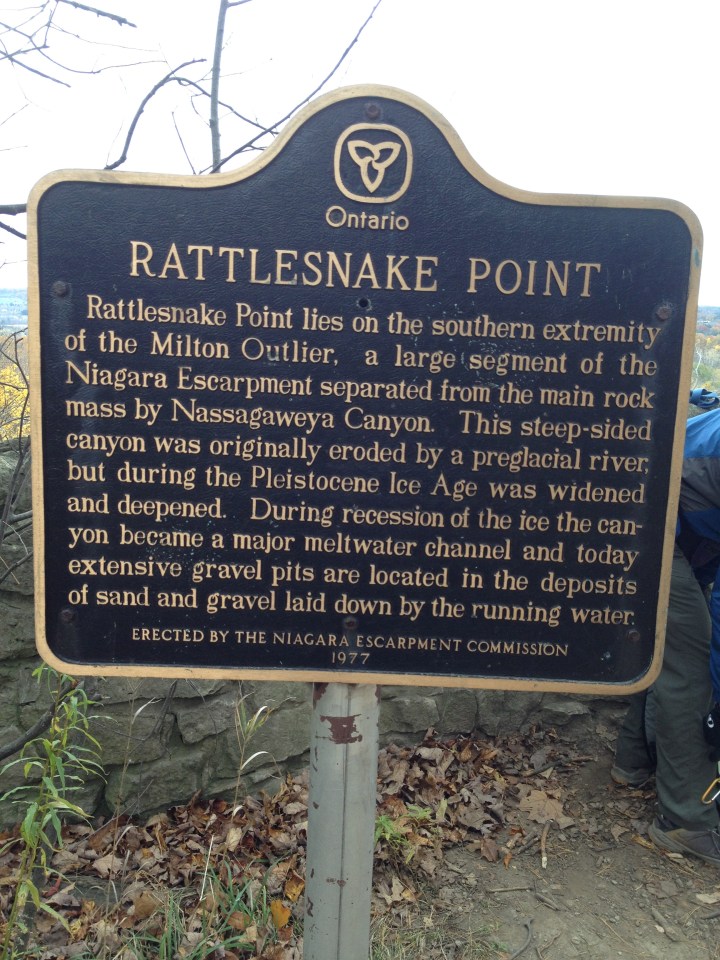 Ontario
RATTLESNAKE POINT
Rattlesnake Point lies on the southern extremity
of the Milton Outlier, a large segment of the
Niagara Escarpment separated from the main rock
mass by Nassagaweya Canyon. This steep-sided
canyon was originally eroded by a preglacial river,
but during the Pleistocene Ice Age was widened
and deepened. During recession of the ice the can-
yon became a major meltwater channel and today
extensive gravel pits are located in the deposits
of sand and gravel laid down by the running water.
ERECTED BY THE NIAGARA ESCARPMENT COMMISSION
1977